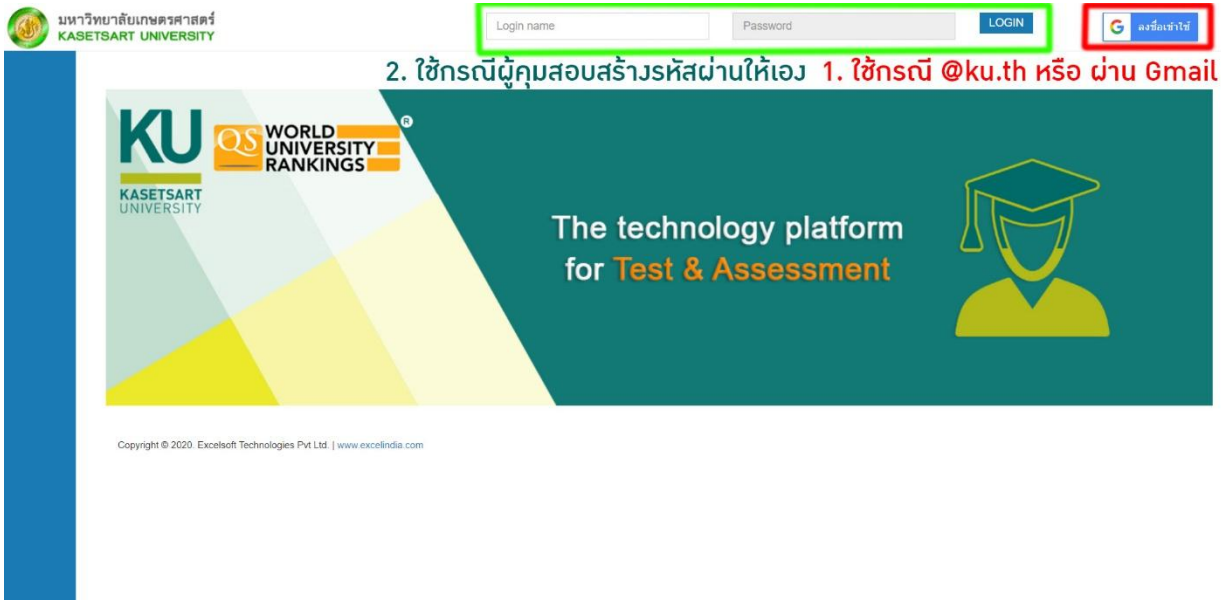 มหาวิทยาลัยเกษตรศาสตร์
KASETSART UNIVERSITY
Login name
Password
LOGIN
ลงชื่อเข้าใช้
2. ใช้กรณีผู้คุมสอบสร้างรหัสผ่านให้เอง
1. ใช้กรณี @ku.th หรือ ผ่าน Gmail
KU
KASETSART
UNIVERSITY
QS WORLD
UNIVERSITY
RANKINGS
®
The technology platform
for Test & Assessment
Copyright © 2020. Excelsoft Technologies Pvt Ltd. | www.excelindia.com